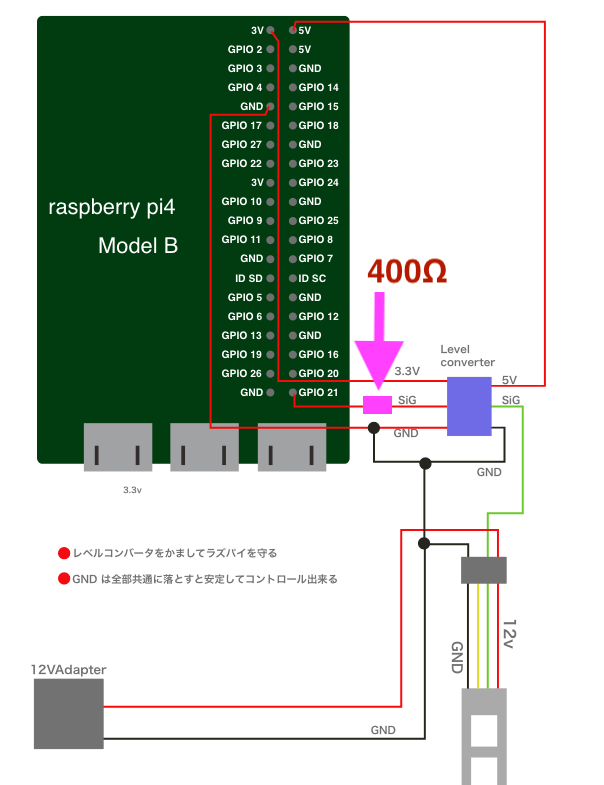 3V 5V
GPIO 2 5V
GPIO 3 GND
GPIO 4 GPIO 14
GND GPIO 15
GPIO 17 GPIO 18
GPIO 27 GND
GPIO 22 GPIO 23
3V GPIO 24
GPIO 10 GND
GPIO 9 GPIO 25
GPIO 11 GPIO 8
GND GPIO 7
ID SD ID SC
GPIO 5 GND
GPIO 6 GPIO 12
GPIO 13 GND
GPIO 19 GPIO 16
GPIO 26 GPIO 20
GND GPIO 21
raspberry pi4
Model B
400Ω
Level
converter
3.3V
5V
SiG
SiG
GND
GND
3.3v
レベルコンバータをかましてラズパイを守る
GND は全部共通に落とすと安定してコントロール出来る
12v
GND
12VAdapter
GND